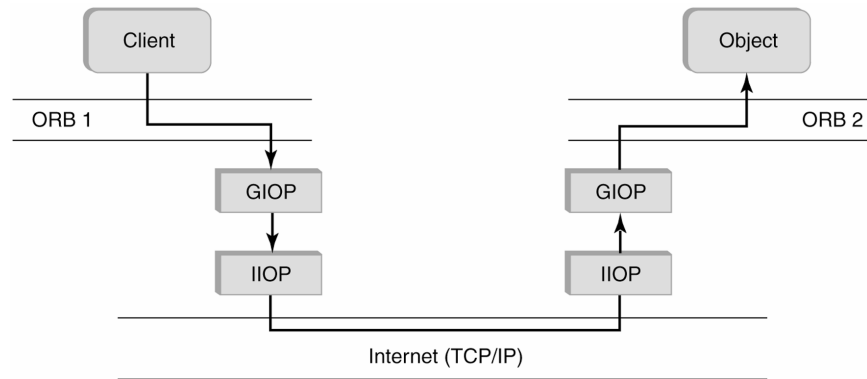 Client
Object
ORB 1
ORB 2
GIOP
GIOP
IIOP
IIOP
Internet (TCP/IP)